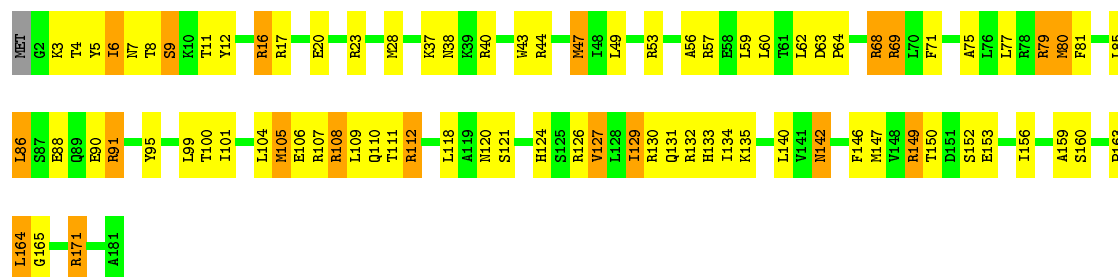 MET G2 K3 T4 Y5 I6 N7 T8 S9 K10 T11 Y12 R16 R17 E20 R23 M28 K37 N38 K39 R40 W43 R44 M47 I48 L49 R53 A56 R57 E58 L59 L60 T61 L62 D63 P64 R68 R69 L70 F71 A75 L76 L77 R78 R79 M80 F81
L86 S87 E88 Q89 E90 R91 Y95 L99 T100 I101 L104 M105 E106 R107 R108 L109 Q110 T111 R112 L118 A119 N120 S121 H124 S125 R126 V127 L128 I129 R130 Q131 R132 H133 I134 K135 L140 V141 N142 F146 M147 V148 R149 T150 D151 S152 E153 I156 A159 S160
L164 G165 R171 A181